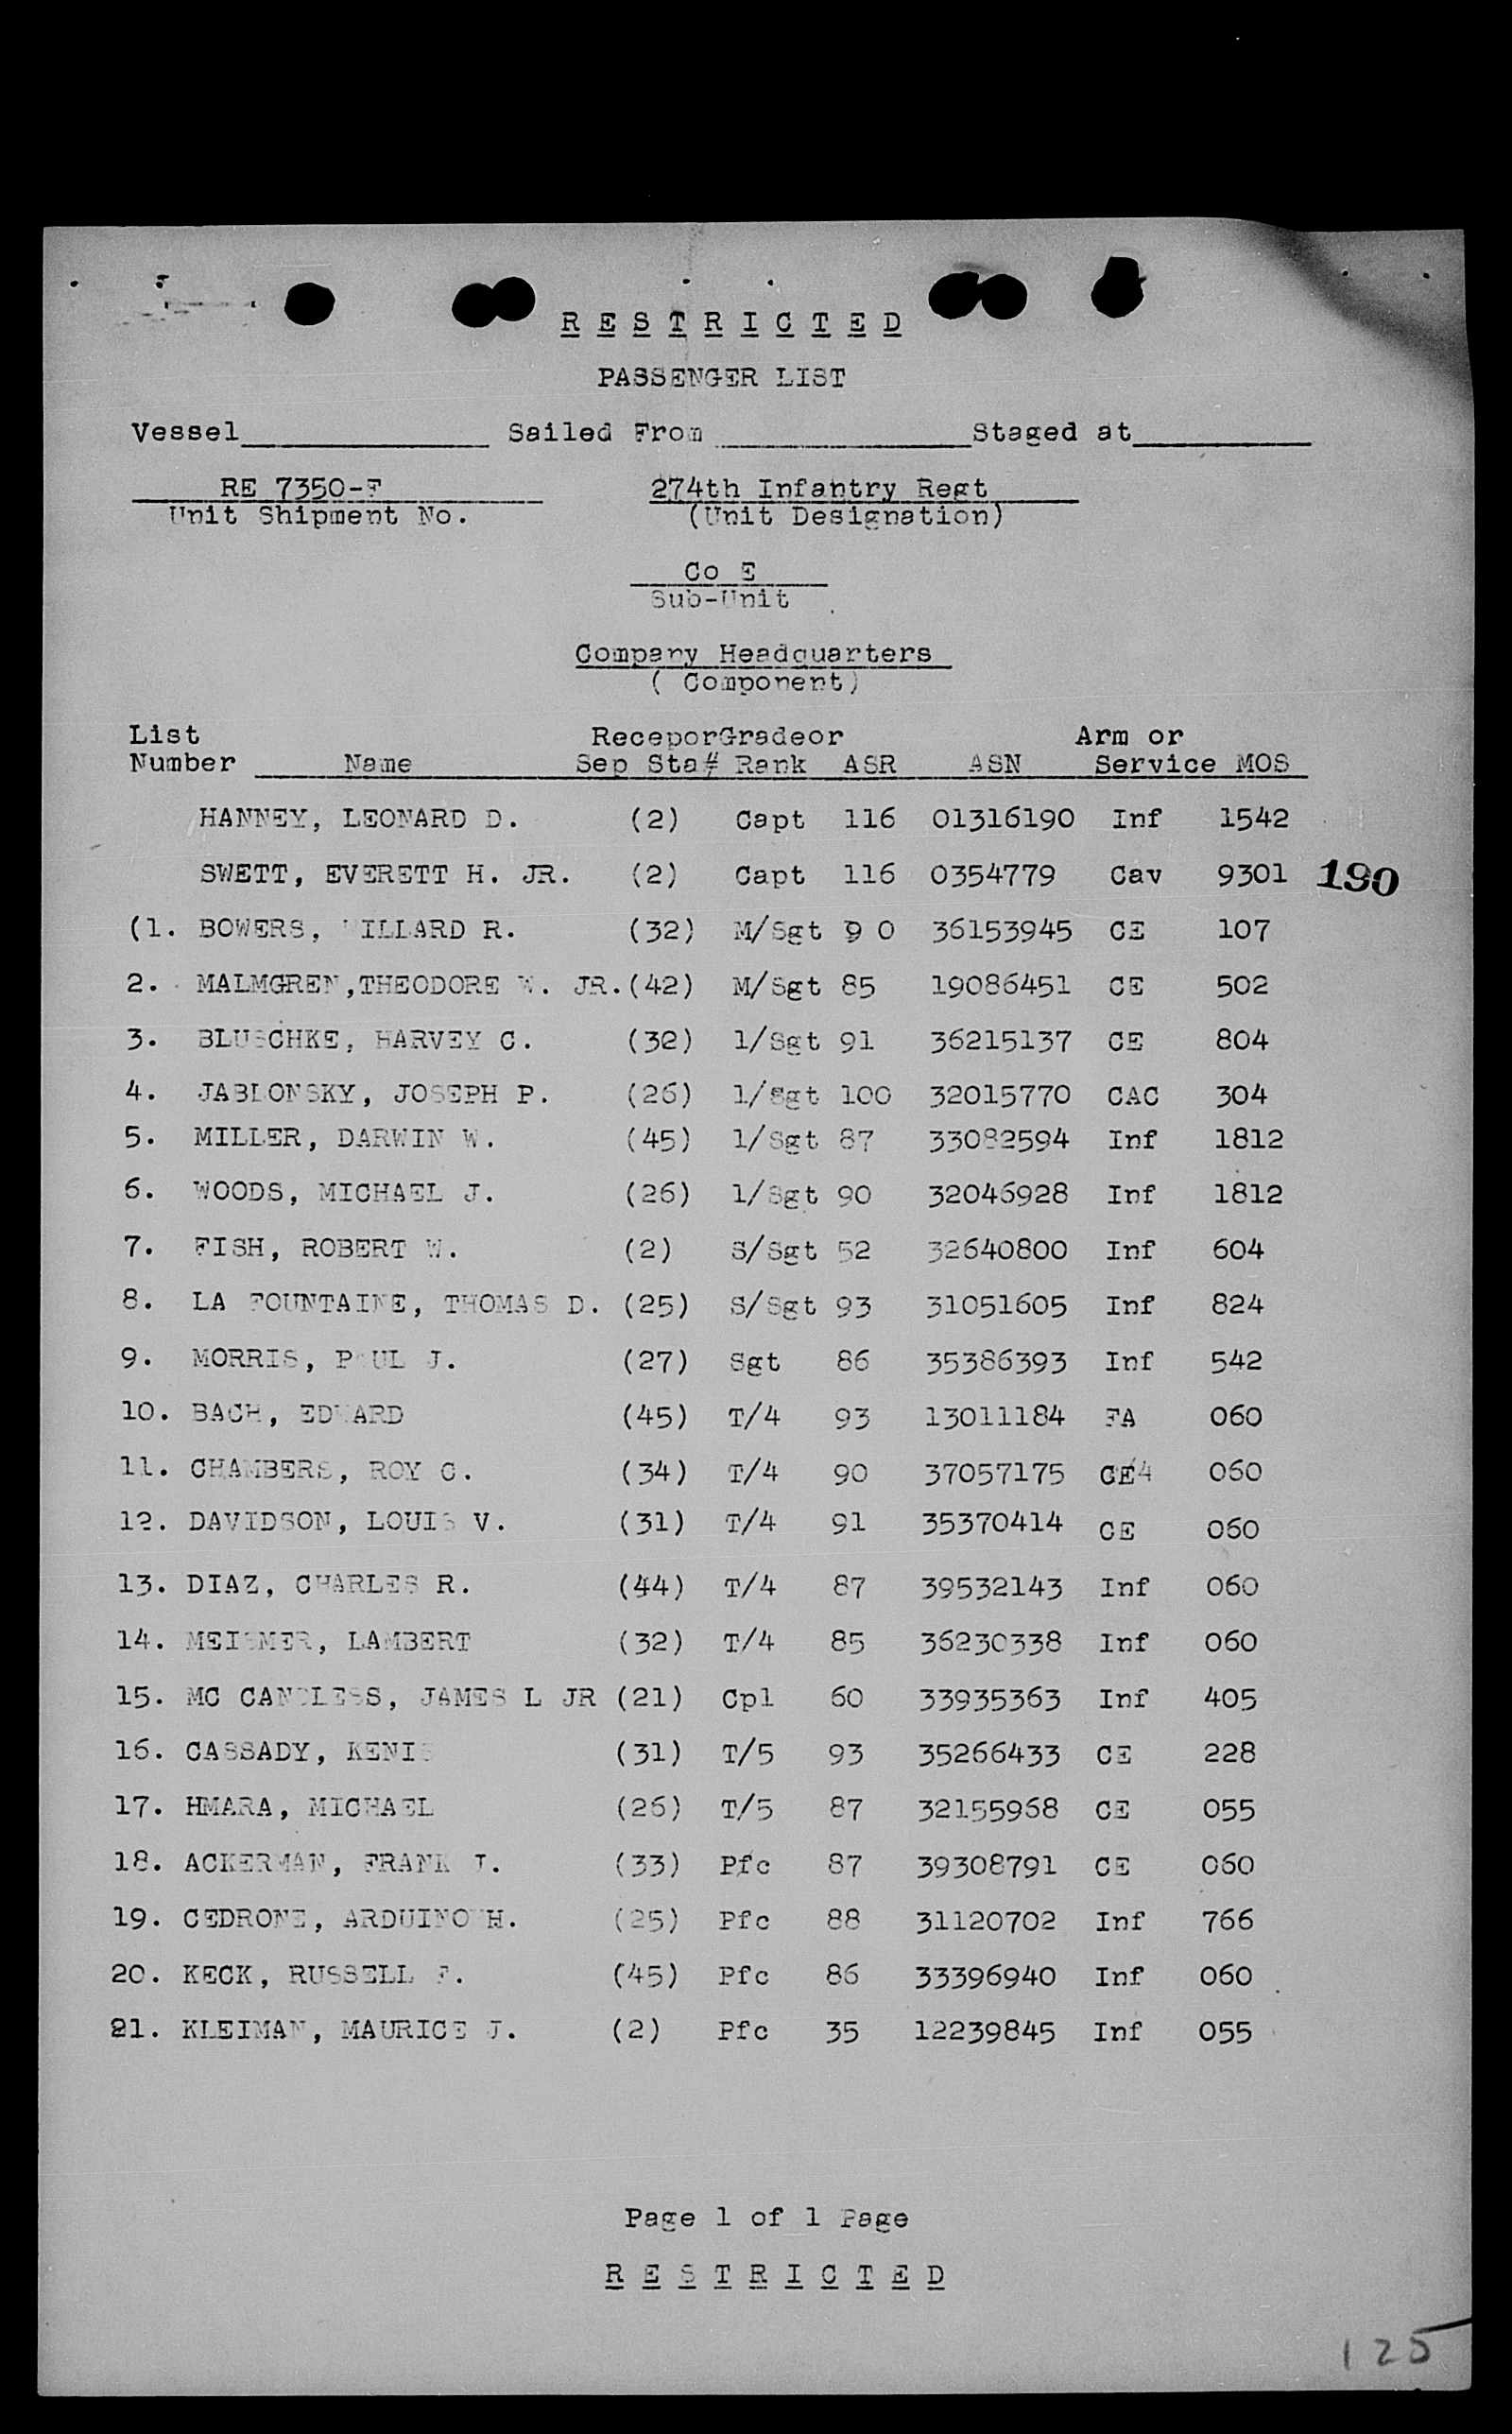 R E S T R I C T E D
PASSENGER LIST
Vessel Sailed From Staged at
RE 7350-F 274th Infantry Regt
Unit Shipment No. (Unit Designation)
Co E
Sub-Unit
Company Headquarters
( Component)
List ReceporGradeor Arm or
Number Name Sep Sta# Rank ASR ASN Service MOS
HANNEY, LEONARD D. (2) Capt 116 01316190 Inf 1542
SWETT, EVERETT H. JR. (2) Capt 116 0354779 Cav 9301 190
(1. BOWERS, WILLARD R. (32) M/Sgt 9 0 36153945 CE 107
2. MALMGREN,THEODORE W. JR.(42) M/Sgt 85 19086451 CE 502
3. BLUSCHKE, HARVEY C. (32) 1/Sgt 91 36215137 CE 804
4. JABLONSKY, JOSEPH P. (26) 1/Sgt 100 32015770 CAC 304
5. MILLER, DARWIN W. (45) 1/Sgt 87 33082594 Inf 1812
6. WOODS, MICHAEL J. (26) 1/Sgt 90 32046928 Inf 1812
7. FISH, ROBERT W. (2) S/Sgt 52 32640800 Inf 604
8. LA FOUNTAINE, THOMAS D. (25) S/Sgt 93 31051605 Inf 824
9. MORRIS, PAUL J. (27) Sgt 86 35386393 Inf 542
10. BACH, EDWARD (45) T/4 93 13011184 FA 060
11. CHAMBERS, ROY C. (34) T/4 90 37057175 CE4 060
12. DAVIDSON, LOUIS V. (31) T/4 91 35370414 CE 060
13. DIAZ, CHARLES R. (44) T/4 87 39532143 Inf 060
14. MEISMER, LAMBERT (32) T/4 85 36230338 Inf 060
15. MC CANDLESS, JAMES L JR (21) Cpl 60 33935363 Inf 405
16. CASSADY, KENIS (31) T/5 93 35266433 CE 228
17. HMARA, MICHAEL (26) T/5 87 32155968 CE 055
18. ACKERMAN, FRANK J. (33) Pfc 87 39308791 CE 060
19. CEDRONE, ARDUINO H. (25) Pfc 88 31120702 Inf 766
20. KECK, RUSSELL F. (45) Pfc 86 33396940 Inf 060
21. KLEIMAN, MAURICE J. (2) Pfc 35 12239845 Inf 055
Page 1 of 1 Page
R E S T R I C T E D
125